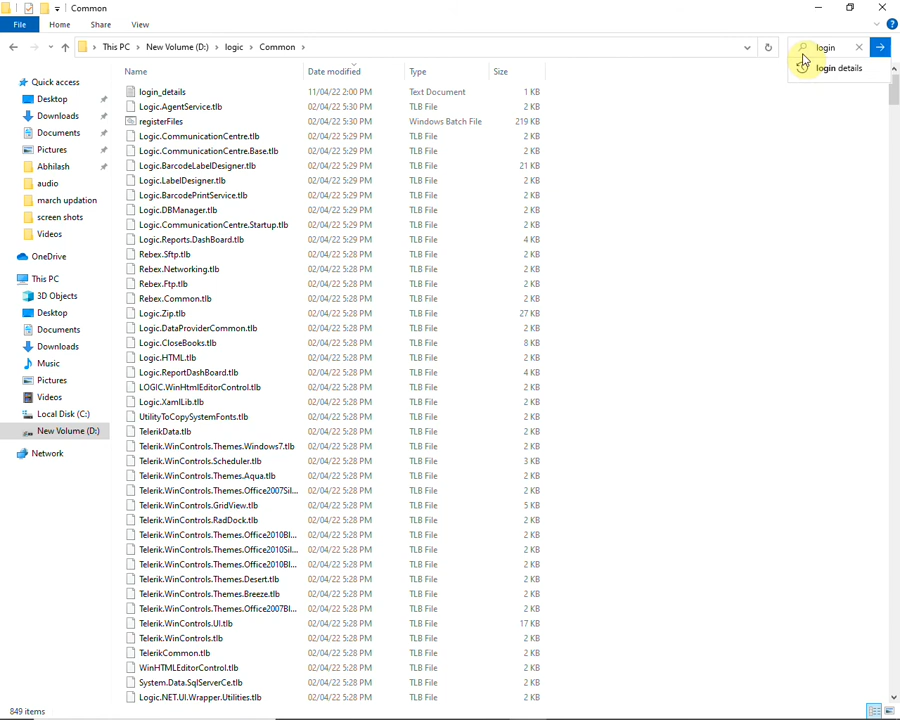 Common
File Home Share View
This PC New Volume (D:) logic Common
login
login details
Name Date modified Type Size
Quick access
Desktop
Downloads
Documents
Pictures
Abhilash
audio
march updation
screen shots
Videos
OneDrive
This PC
3D Objects
Desktop
Documents
Downloads
Music
Pictures
Videos
Local Disk (C:)
New Volume (D:)
Network
login_details 11/04/22 2:00 PM Text Document 1 KB
Logic.AgentService.tlb 02/04/22 5:30 PM TLB File 2 KB
registerFiles 02/04/22 5:30 PM Windows Batch File 219 KB
Logic.CommunicationCentre.tlb 02/04/22 5:29 PM TLB File 2 KB
Logic.CommunicationCentre.Base.tlb 02/04/22 5:29 PM TLB File 2 KB
Logic.BarcodeLabelDesigner.tlb 02/04/22 5:29 PM TLB File 21 KB
Logic.LabelDesigner.tlb 02/04/22 5:29 PM TLB File 2 KB
Logic.BarcodePrintService.tlb 02/04/22 5:29 PM TLB File 2 KB
Logic.DBManager.tlb 02/04/22 5:29 PM TLB File 2 KB
Logic.CommunicationCentre.Startup.tlb 02/04/22 5:29 PM TLB File 2 KB
Logic.Reports.DashBoard.tlb 02/04/22 5:29 PM TLB File 4 KB
Rebex.Sftp.tlb 02/04/22 5:28 PM TLB File 2 KB
Rebex.Networking.tlb 02/04/22 5:28 PM TLB File 2 KB
Rebex.Ftp.tlb 02/04/22 5:28 PM TLB File 2 KB
Rebex.Common.tlb 02/04/22 5:28 PM TLB File 2 KB
Logic.Zip.tlb 02/04/22 5:28 PM TLB File 27 KB
Logic.DataProviderCommon.tlb 02/04/22 5:28 PM TLB File 2 KB
Logic.CloseBooks.tlb 02/04/22 5:28 PM TLB File 8 KB
Logic.HTML.tlb 02/04/22 5:28 PM TLB File 2 KB
Logic.ReportDashBoard.tlb 02/04/22 5:28 PM TLB File 4 KB
LOGIC.WinHtmlEditorControl.tlb 02/04/22 5:28 PM TLB File 2 KB
Logic.XamlLib.tlb 02/04/22 5:28 PM TLB File 2 KB
UtilityToCopySystemFonts.tlb 02/04/22 5:28 PM TLB File 2 KB
TelerikData.tlb 02/04/22 5:28 PM TLB File 2 KB
Telerik.WinControls.Themes.Windows7.tlb 02/04/22 5:28 PM TLB File 2 KB
Telerik.WinControls.Scheduler.tlb 02/04/22 5:28 PM TLB File 3 KB
Telerik.WinControls.Themes.Aqua.tlb 02/04/22 5:28 PM TLB File 2 KB
Telerik.WinControls.Themes.Office2007Sil... 02/04/22 5:28 PM TLB File 2 KB
Telerik.WinControls.GridView.tlb 02/04/22 5:28 PM TLB File 5 KB
Telerik.WinControls.RadDock.tlb 02/04/22 5:28 PM TLB File 2 KB
Telerik.WinControls.Themes.Office2010Bl... 02/04/22 5:28 PM TLB File 2 KB
Telerik.WinControls.Themes.Office2010Sil... 02/04/22 5:28 PM TLB File 2 KB
Telerik.WinControls.Themes.Office2010Bl... 02/04/22 5:28 PM TLB File 2 KB
Telerik.WinControls.Themes.Desert.tlb 02/04/22 5:28 PM TLB File 2 KB
Telerik.WinControls.Themes.Breeze.tlb 02/04/22 5:28 PM TLB File 2 KB
Telerik.WinControls.Themes.Office2007Bl... 02/04/22 5:28 PM TLB File 2 KB
Telerik.WinControls.UI.tlb 02/04/22 5:28 PM TLB File 17 KB
Telerik.WinControls.tlb 02/04/22 5:28 PM TLB File 2 KB
TelerikCommon.tlb 02/04/22 5:28 PM TLB File 2 KB
WinHTMLEditorControl.tlb 02/04/22 5:28 PM TLB File 2 KB
System.Data.SqlServerCe.tlb 02/04/22 5:28 PM TLB File 2 KB
Logic.NET.UI.Wrapper.Utilities.tlb 02/04/22 5:28 PM TLB File 2 KB
849 items